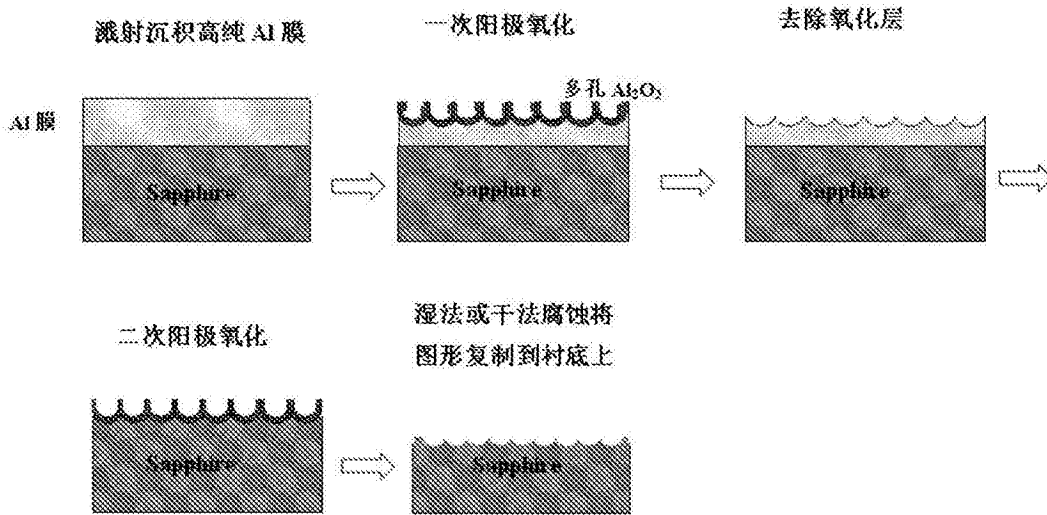 溅射沉积高纯 Al 膜
一次阳极氧化
去除氧化层
多孔 Al₂O₃
Al 膜
Sapphire
Sapphire
Sapphire
二次阳极氧化
湿法或干法腐蚀将
图形复制到衬底上
Sapphire
Sapphire